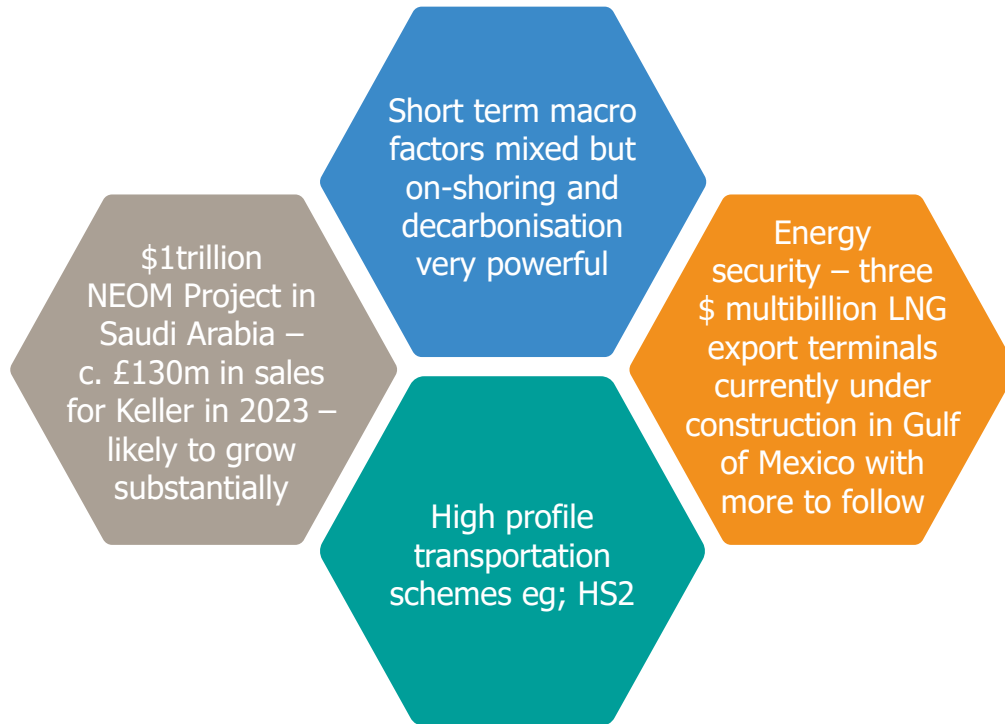 Short term macro
factors mixed but
on-shoring and
decarbonisation
very powerful
$1trillion
NEOM Project in
Saudi Arabia –
c. £130m in sales
for Keller in 2023 –
likely to grow
substantially
Energy
security – three
$ multibillion LNG
export terminals
currently under
construction in Gulf
of Mexico with
more to follow
High profile
transportation
schemes eg; HS2